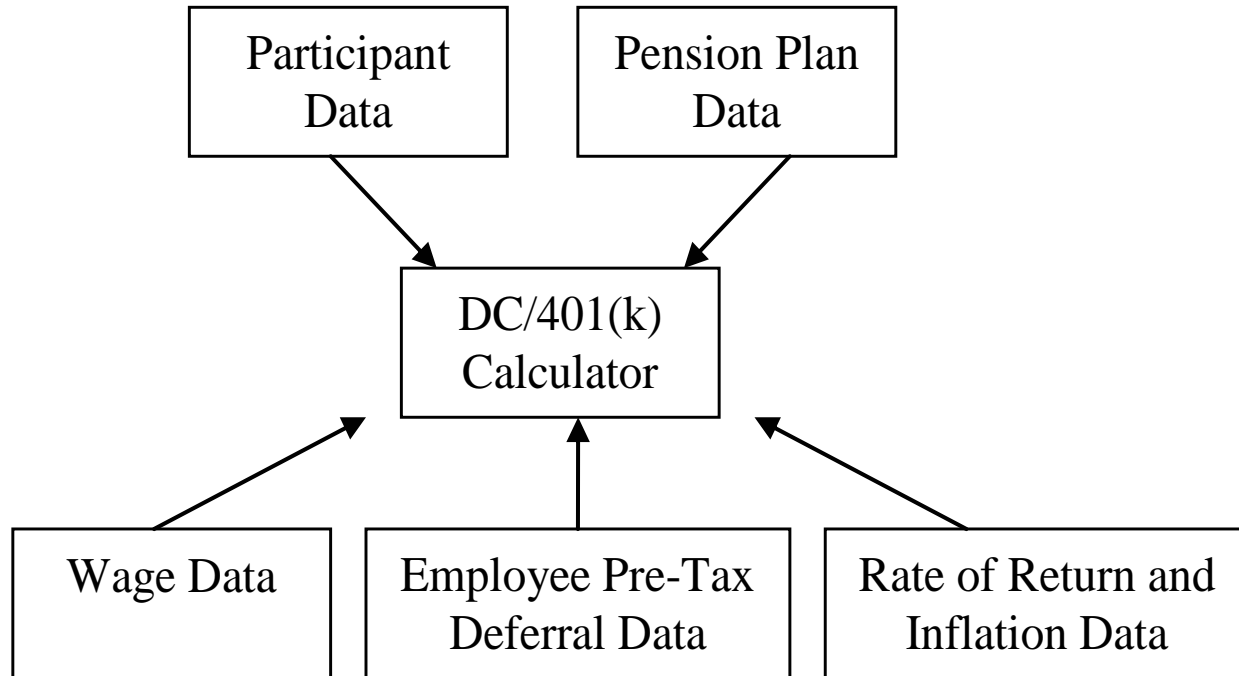 Participant
Data
Pension Plan
Data
DC/401(k)
Calculator
Wage Data
Employee Pre-Tax
Deferral Data
Rate of Return and
Inflation Data